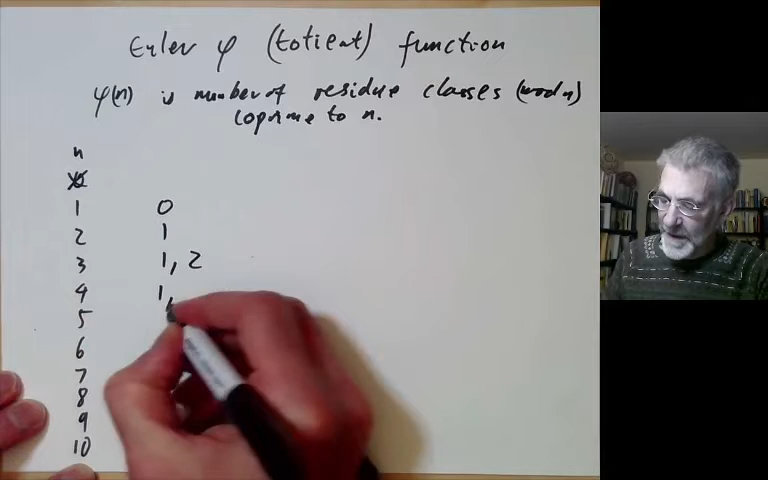 Euler φ (totient) function
φ(n) is number of residue classes (mod n)
coprime to n.
n
1 0
2 1
3 1, 2
4 1,
5
6
7
8
9
10